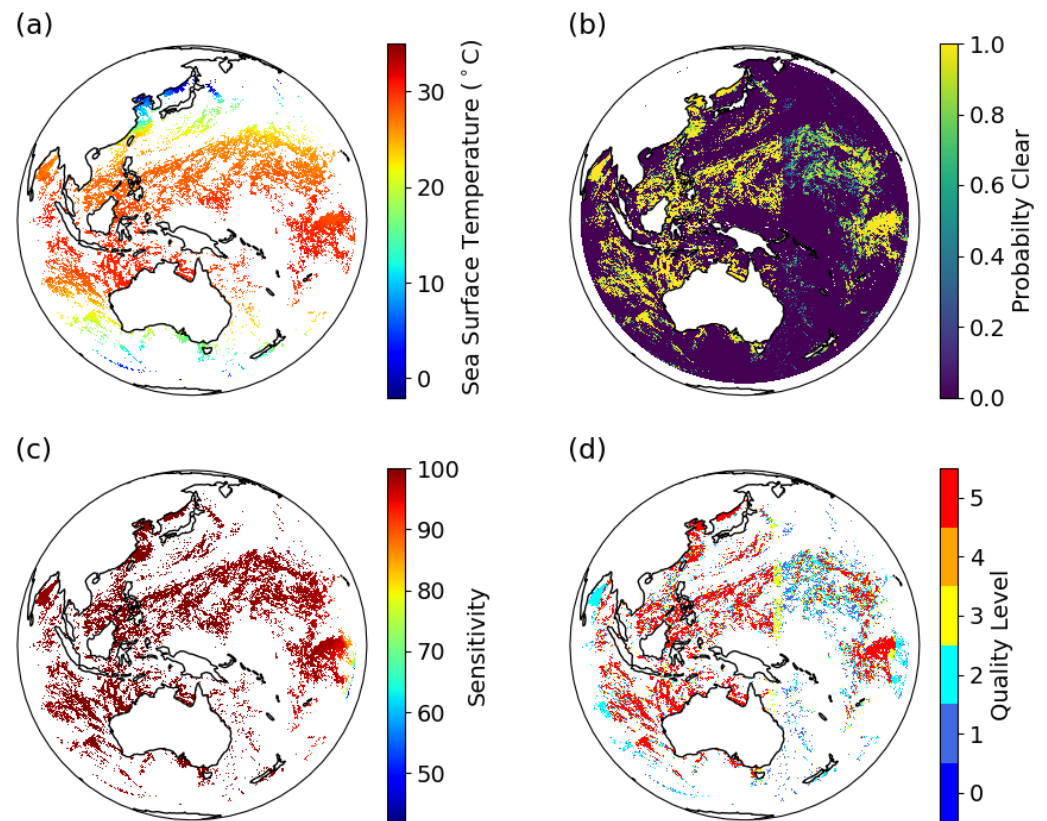 (a)
30
20
10
0
Sea Surface Temperature (°C)
(b)
1.0
0.8
0.6
0.4
0.2
0.0
Probabilty Clear
(c)
100
90
80
70
60
50
Sensitivity
(d)
5
4
3
2
1
0
Quality Level